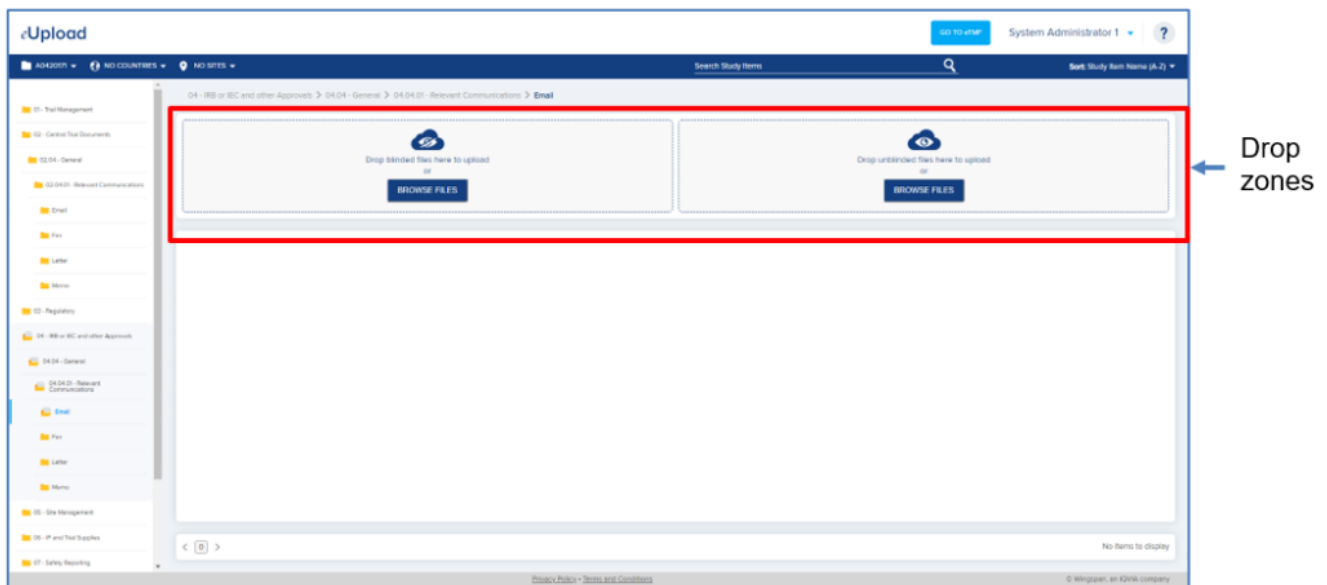 eUpload
GO TO eTMF
System Administrator 1
?
A0420171
NO COUNTRIES
NO SITES
Search Study Items
Sort: Study Item Name (A-Z)
04 - IRB or IEC and other Approvals > 04.04 - General > 04.04.01 - Relevant Communications > Email
01 - Trial Management
02 - Central Trial Documents
02.04 - General
02.04.01 - Relevant Communications
Email
Fax
Letter
Memo
03 - Regulatory
04 - IRB or IEC and other Approvals
04.04 - General
04.04.01 - Relevant
Communications
Email
Fax
Letter
Memo
05 - Site Management
06 - IP and Trial Supplies
07 - Safety Reporting
Drop blinded files here to upload
or
BROWSE FILES
Drop unblinded files here to upload
or
BROWSE FILES
Drop
zones
< 0 >
No items to display
Privacy Policy - Terms and Conditions
© Wingspan, an IQVIA company